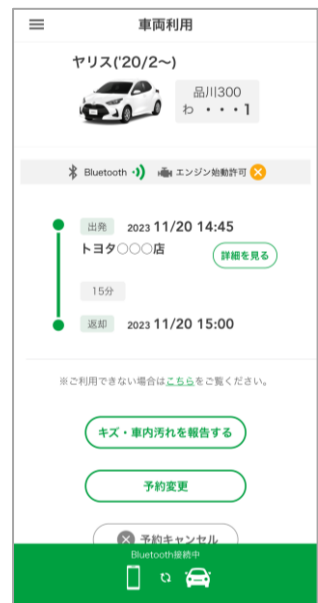 車両利用
ヤリス('20/2~)
品川300
わ ・・・1
Bluetooth エンジン始動許可
出発 2023 11/20 14:45
トヨタ○○○店
詳細を見る
15分
返却 2023 11/20 15:00
※ご利用できない場合はこちらをご覧ください。
キズ・車内汚れを報告する
予約変更
予約キャンセル
Bluetooth接続中